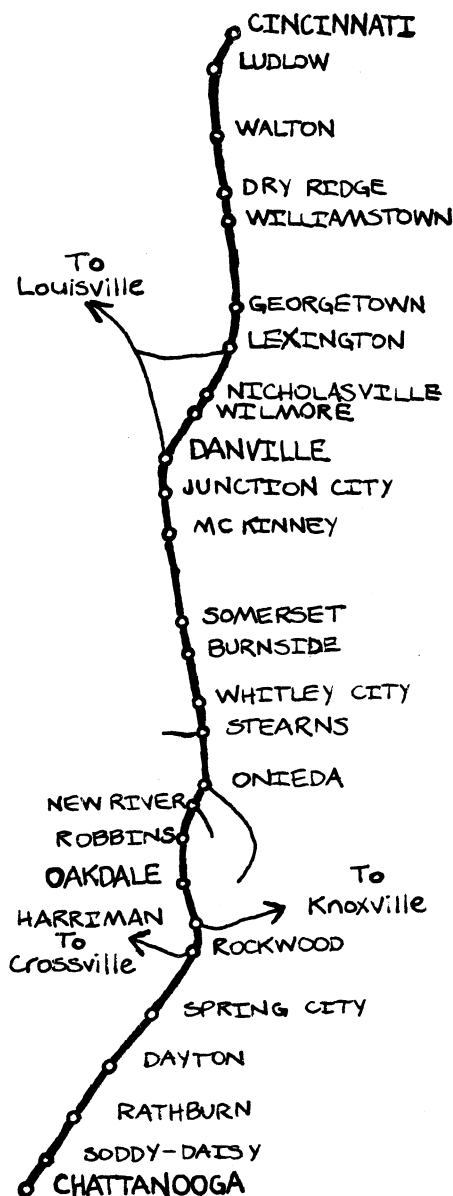 CINCINNATI
LUDLOW
WALTON
DRY RIDGE
WILLIAMSTOWN
To
Louisville
GEORGETOWN
LEXINGTON
NICHOLASVILLE
WILMORE
DANVILLE
JUNCTION CITY
MC KINNEY
SOMERSET
BURNSIDE
WHITLEY CITY
STEARNS
ONIEDA
NEW RIVER
ROBBINS
OAKDALE
To
Knoxville
HARRIMAN
To
Crossville
ROCKWOOD
SPRING CITY
DAYTON
RATHBURN
SODDY-DAISY
CHATTANOOGA